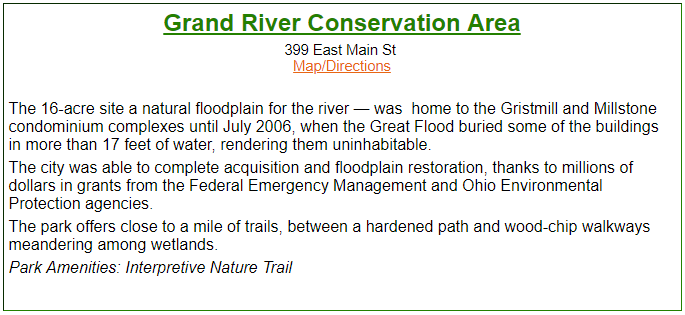 Grand River Conservation Area
399 East Main St
Map/Directions
The 16-acre site a natural floodplain for the river — was  home to the Gristmill and Millstone
condominium complexes until July 2006, when the Great Flood buried some of the buildings
in more than 17 feet of water, rendering them uninhabitable.
The city was able to complete acquisition and floodplain restoration, thanks to millions of
dollars in grants from the Federal Emergency Management and Ohio Environmental
Protection agencies.
The park offers close to a mile of trails, between a hardened path and wood-chip walkways
meandering among wetlands.
Park Amenities: Interpretive Nature Trail